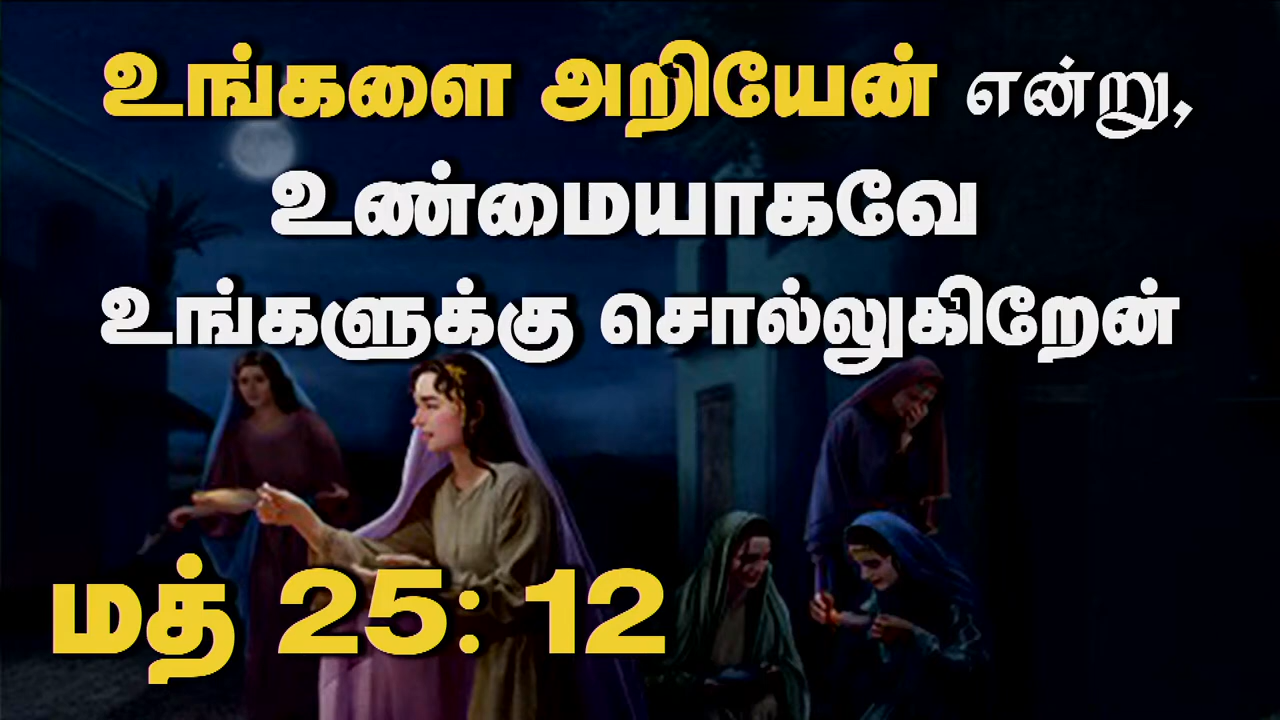 உங்களை அறியேன் என்று,
உண்மையாகவே
உங்களுக்கு சொல்லுகிறேன்
மத் 25: 12